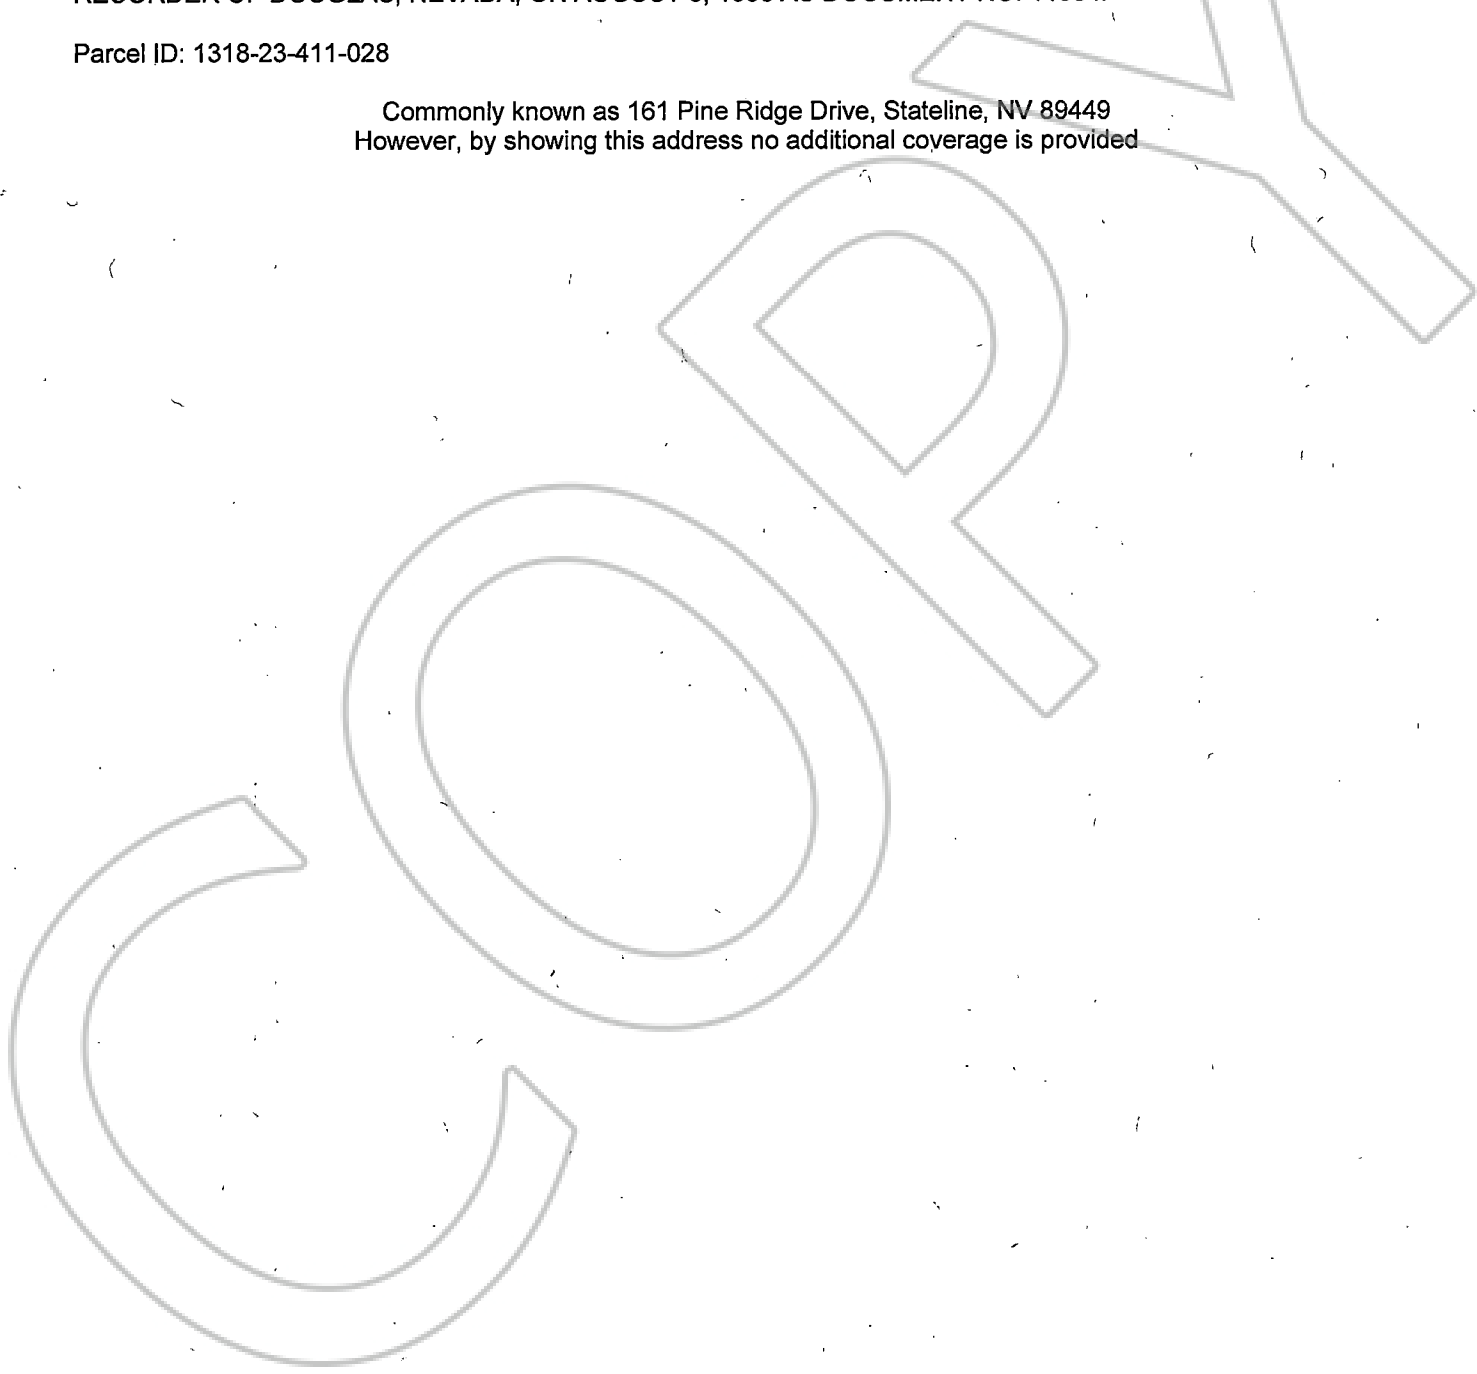 Parcel ID: 1318-23-411-028
Commonly known as 161 Pine Ridge Drive, Stateline, NV 89449
However, by showing this address no additional coverage is provided
COPY